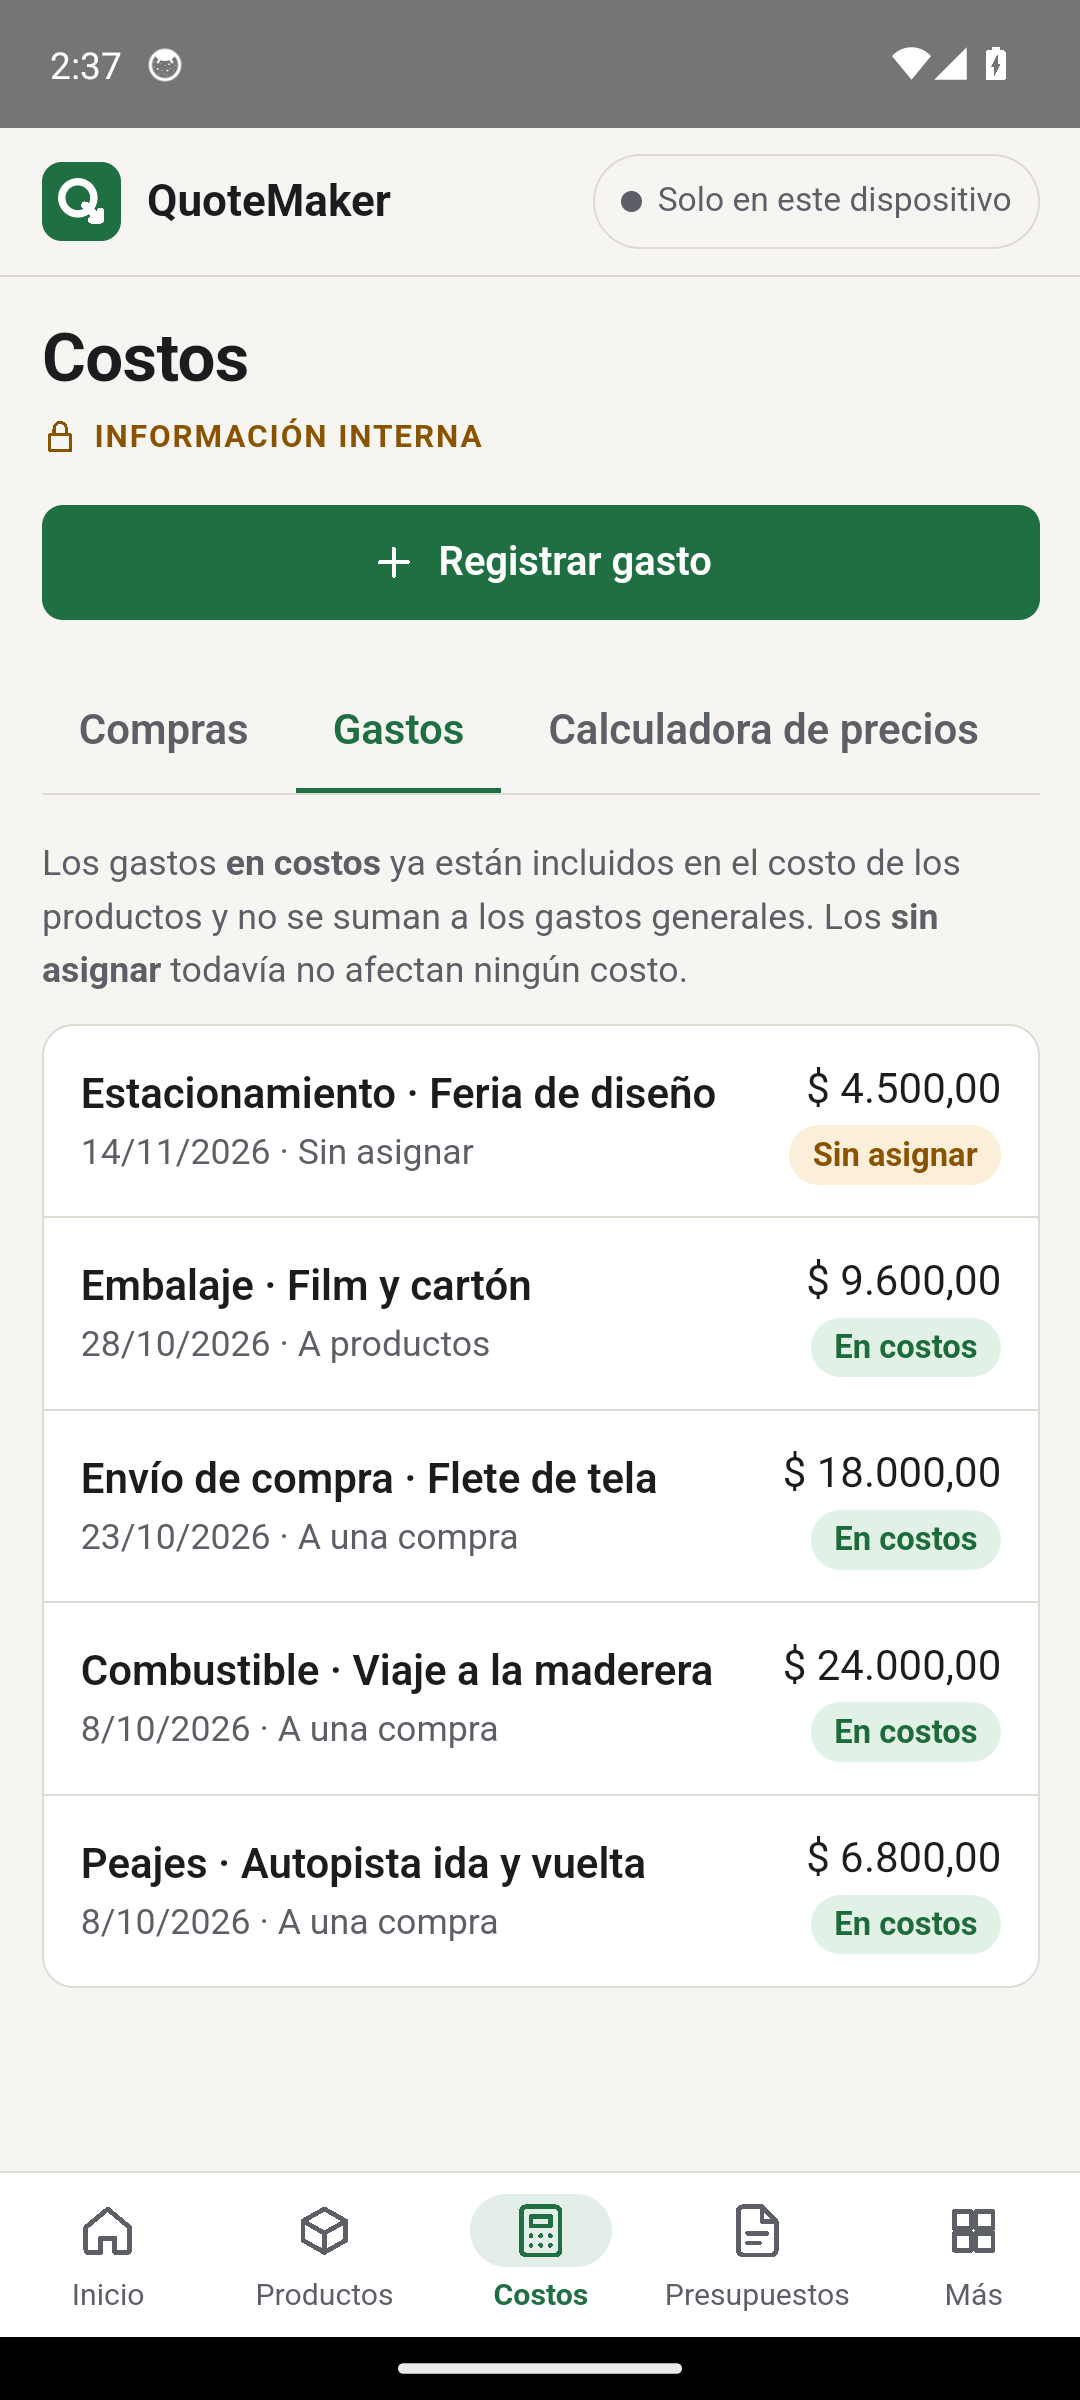 2:37
QuoteMaker
Solo en este dispositivo
Costos
INFORMACIÓN INTERNA
Registrar gasto
Compras
Gastos
Calculadora de precios
Los gastos en costos ya están incluidos en el costo de los
productos y no se suman a los gastos generales. Los sin
asignar todavía no afectan ningún costo.
Estacionamiento · Feria de diseño
$ 4.500,00
14/11/2026 · Sin asignar
Sin asignar
Embalaje · Film y cartón
$ 9.600,00
28/10/2026 · A productos
En costos
Envío de compra · Flete de tela
$ 18.000,00
23/10/2026 · A una compra
En costos
Combustible · Viaje a la maderera
$ 24.000,00
8/10/2026 · A una compra
En costos
Peajes · Autopista ida y vuelta
$ 6.800,00
8/10/2026 · A una compra
En costos
Inicio
Productos
Costos
Presupuestos
Más